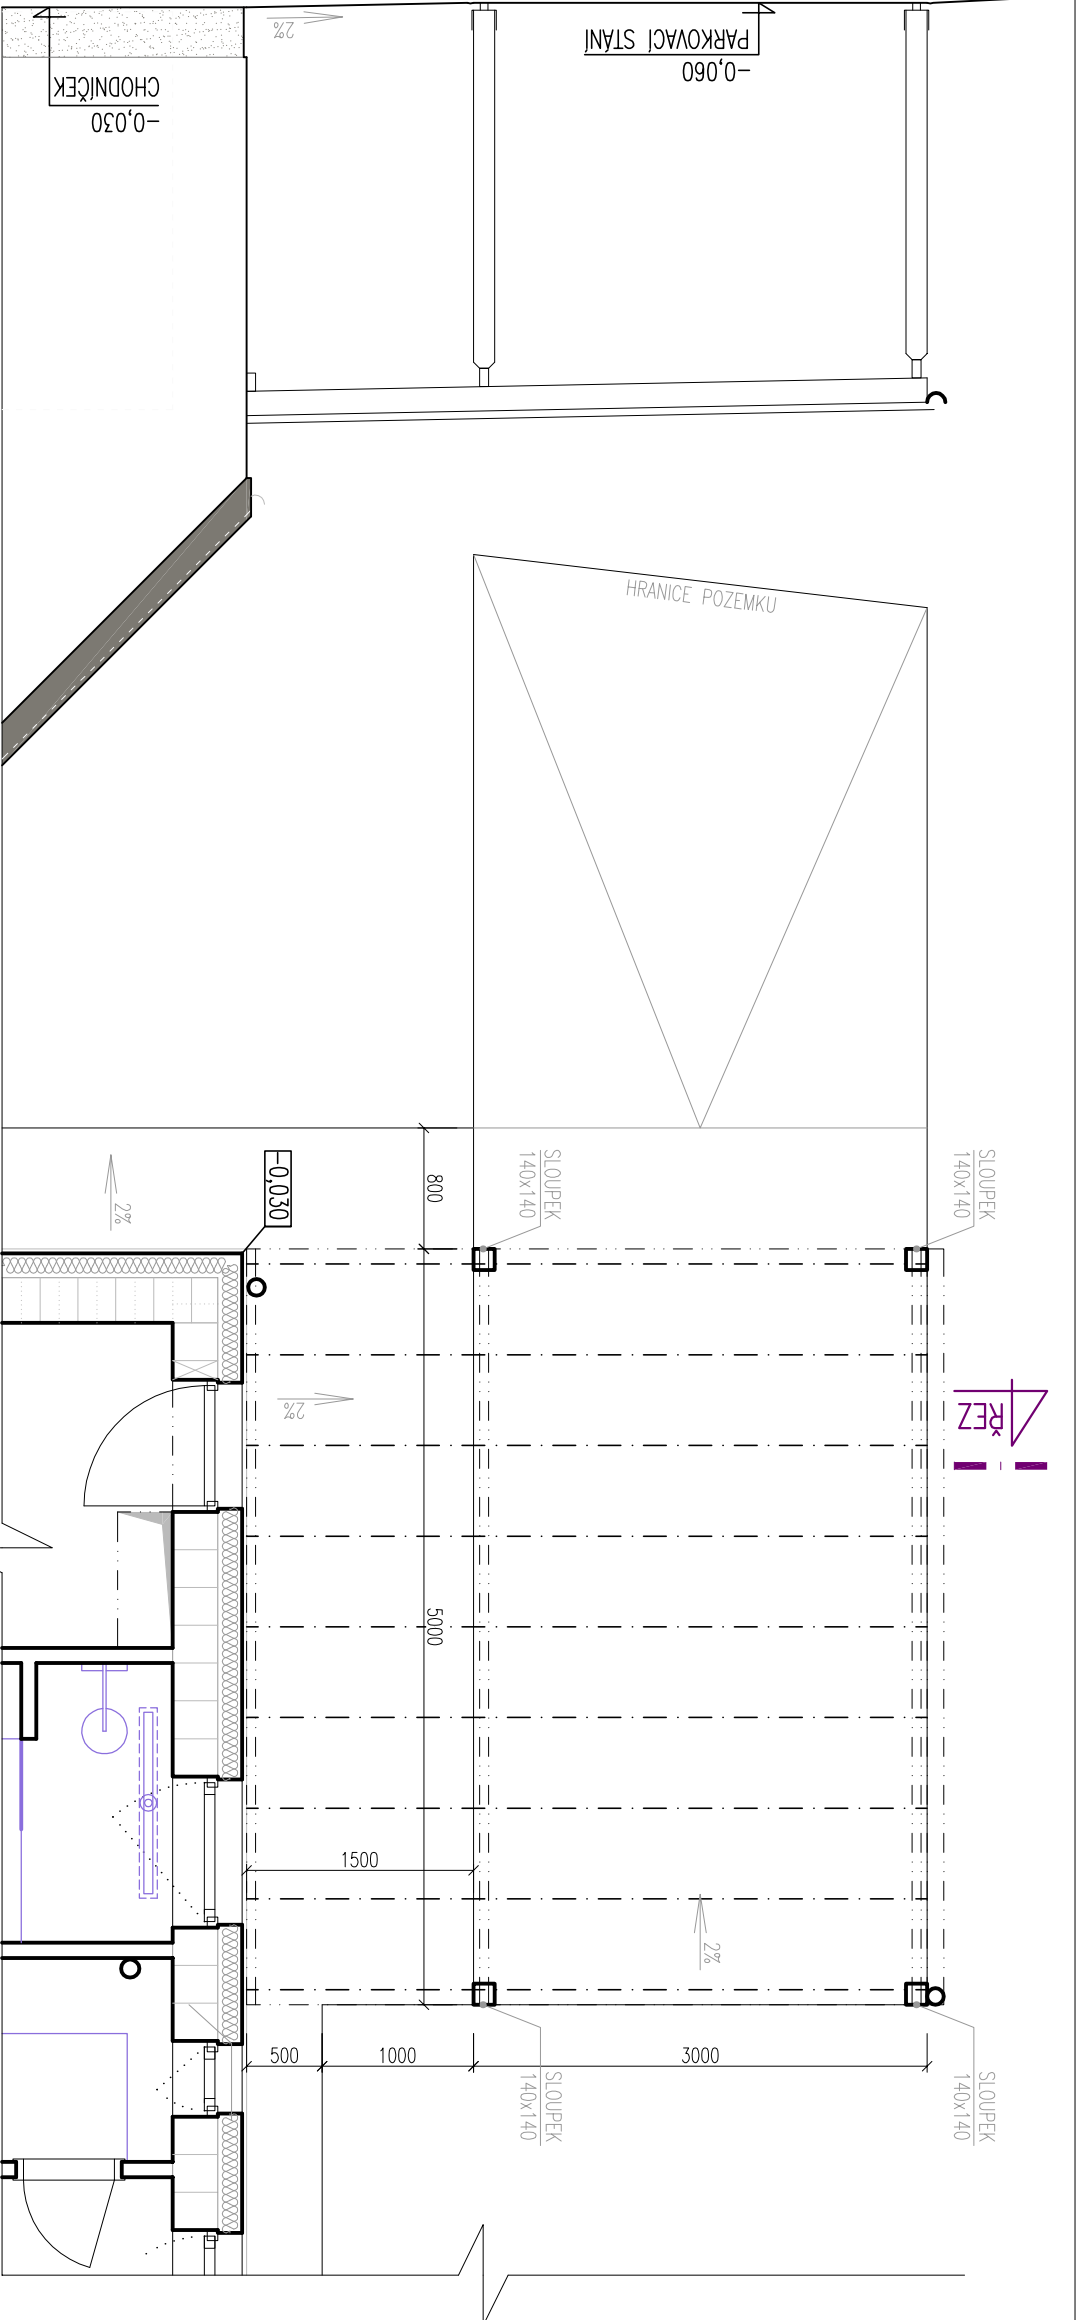 2%
PARKOVACÍ STÁNÍ
-0,060
CHODNÍČEK
-0,030
HRANICE POZEMKU
800
SLOUPEK
140x140
SLOUPEK
140x140
-0,030
2%
2%
ŘEZ
5000
1500
2%
500
1000
3000
SLOUPEK
140x140
SLOUPEK
140x140